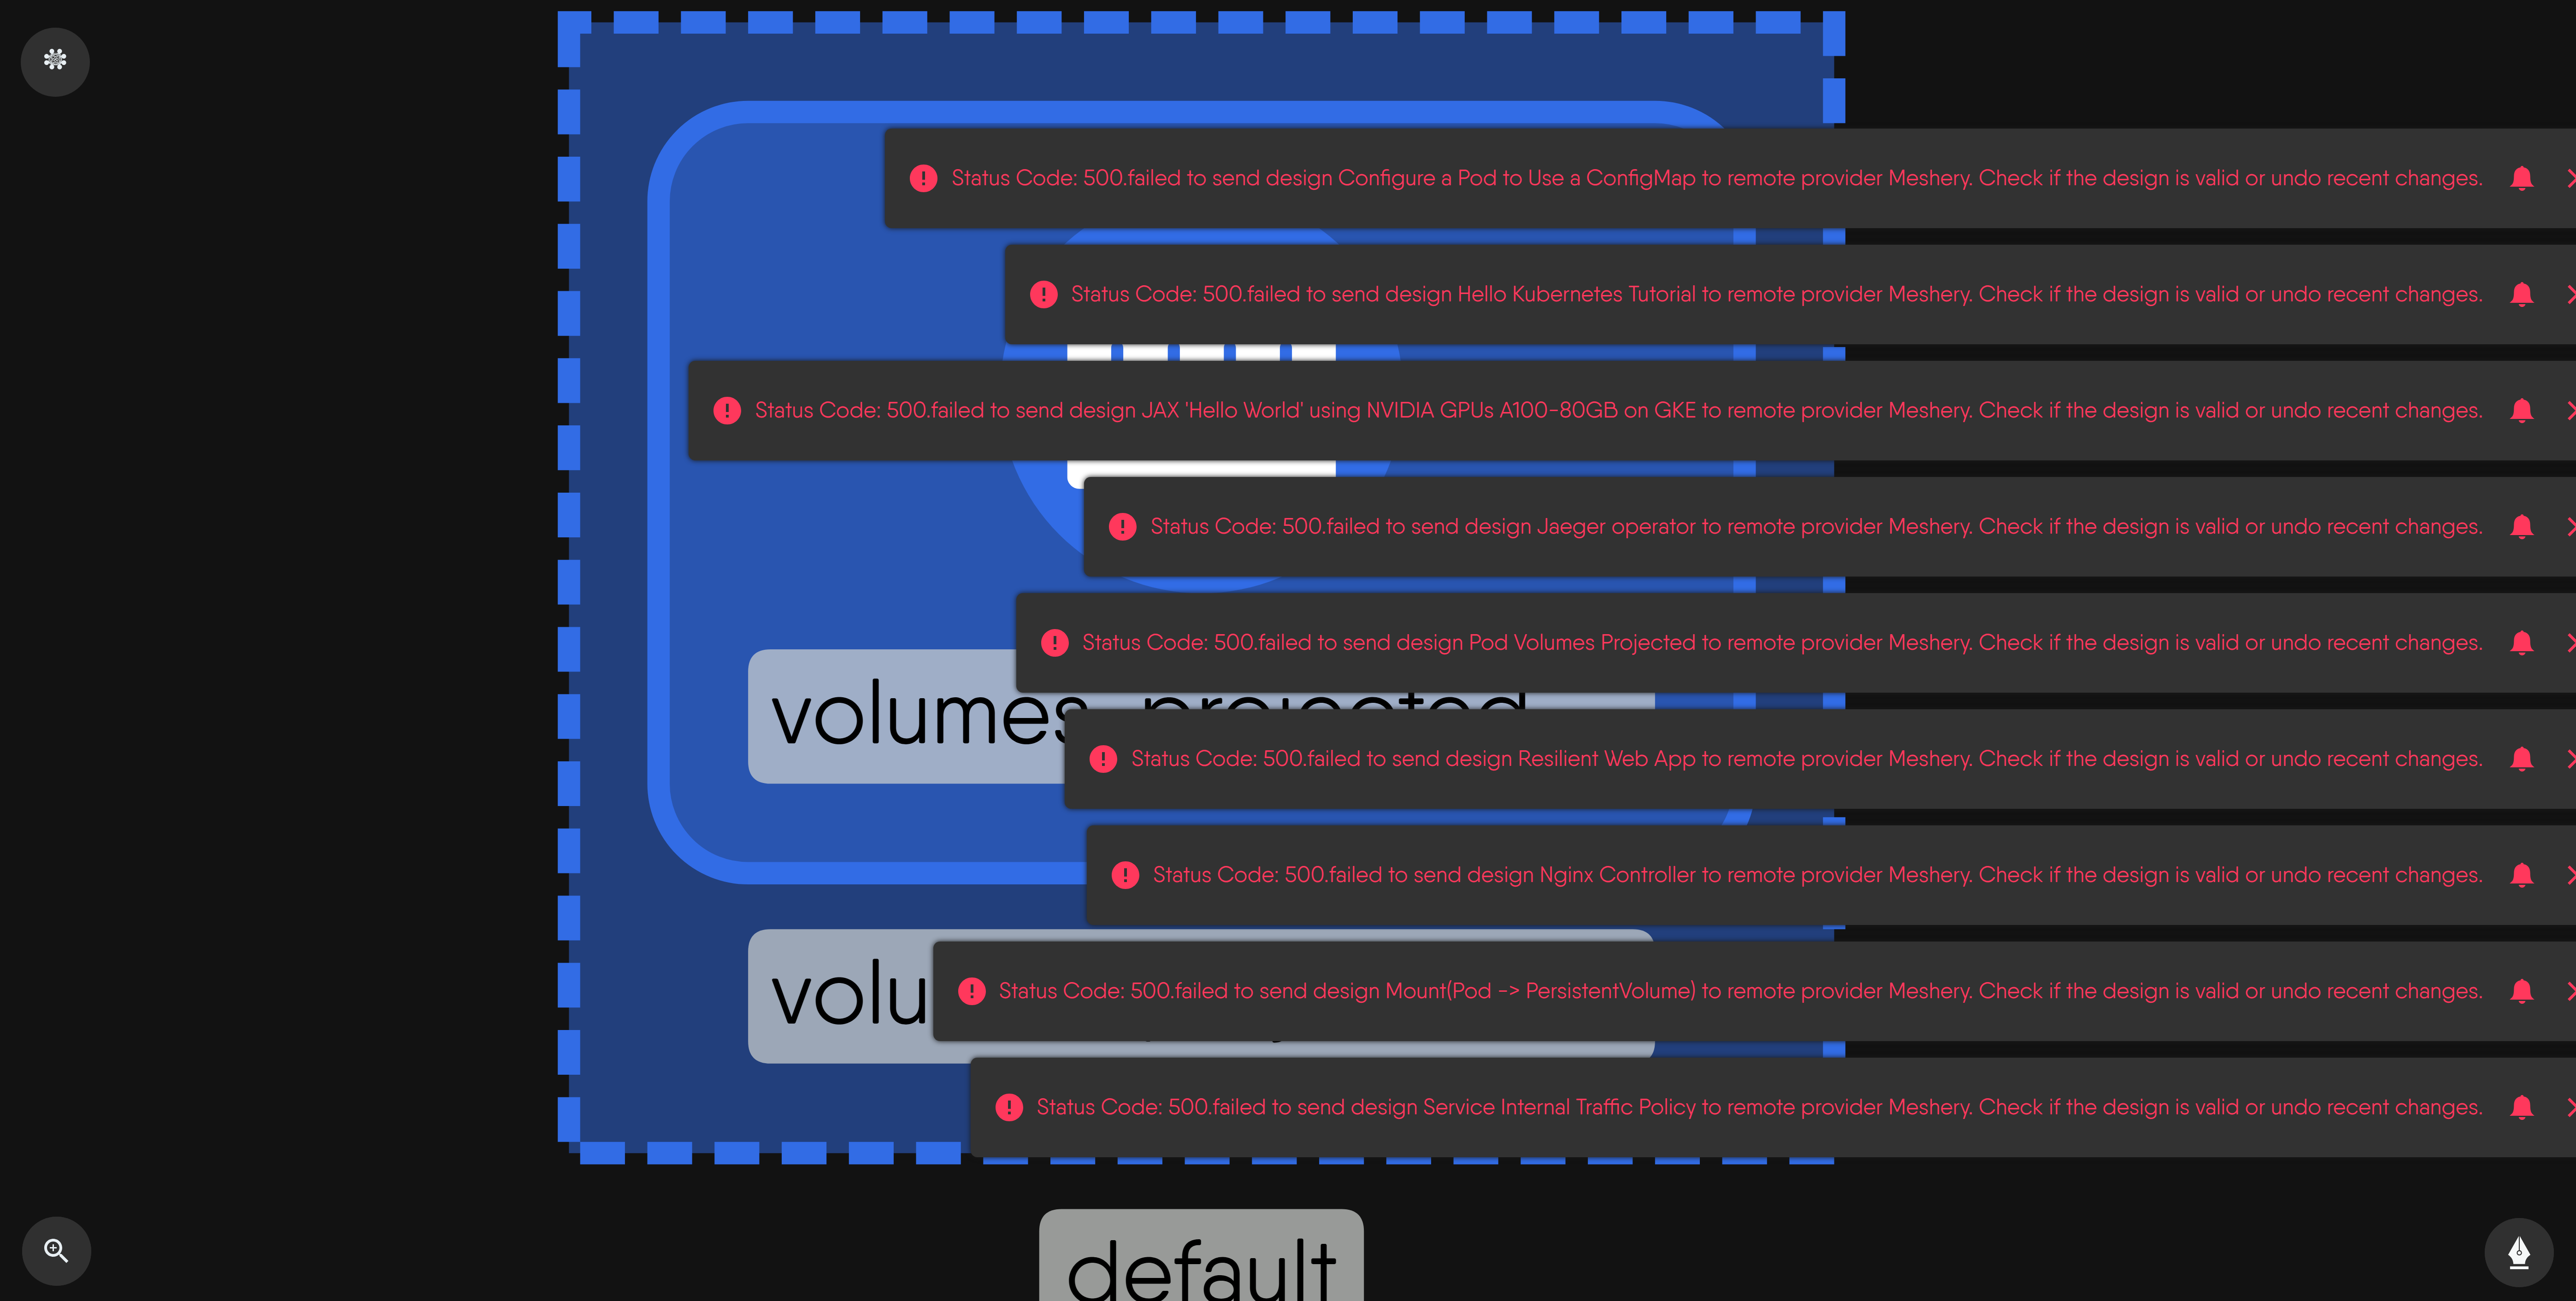 Status Code: 500.failed to send design Configure a Pod to Use a ConfigMap to remote provider Meshery. Check if the design is valid or undo recent changes.
Status Code: 500.failed to send design Hello Kubernetes Tutorial to remote provider Meshery. Check if the design is valid or undo recent changes.
Status Code: 500.failed to send design JAX 'Hello World' using NVIDIA GPUs A100-80GB on GKE to remote provider Meshery. Check if the design is valid or undo recent changes.
Status Code: 500.failed to send design Jaeger operator to remote provider Meshery. Check if the design is valid or undo recent changes.
Status Code: 500.failed to send design Pod Volumes Projected to remote provider Meshery. Check if the design is valid or undo recent changes.
volumes projected
Status Code: 500.failed to send design Resilient Web App to remote provider Meshery. Check if the design is valid or undo recent changes.
Status Code: 500.failed to send design Nginx Controller to remote provider Meshery. Check if the design is valid or undo recent changes.
volu
Status Code: 500.failed to send design Mount(Pod -> PersistentVolume) to remote provider Meshery. Check if the design is valid or undo recent changes.
Status Code: 500.failed to send design Service Internal Traffic Policy to remote provider Meshery. Check if the design is valid or undo recent changes.
default